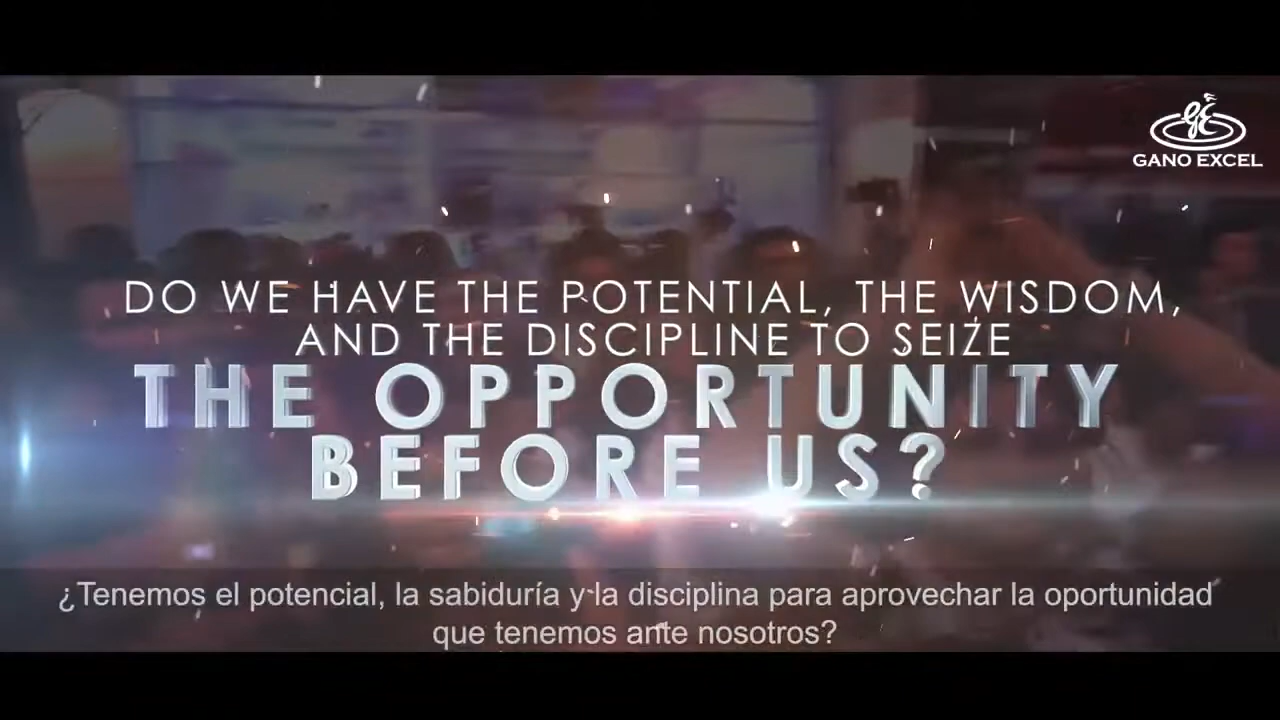 GE
GANO EXCEL
DO WE HAVE THE POTENTIAL, THE WISDOM,
AND THE DISCIPLINE TO SEIZE
THE OPPORTUNITY
BEFORE US?
¿Tenemos el potencial, la sabiduría y la disciplina para aprovechar la oportunidad
que tenemos ante nosotros?